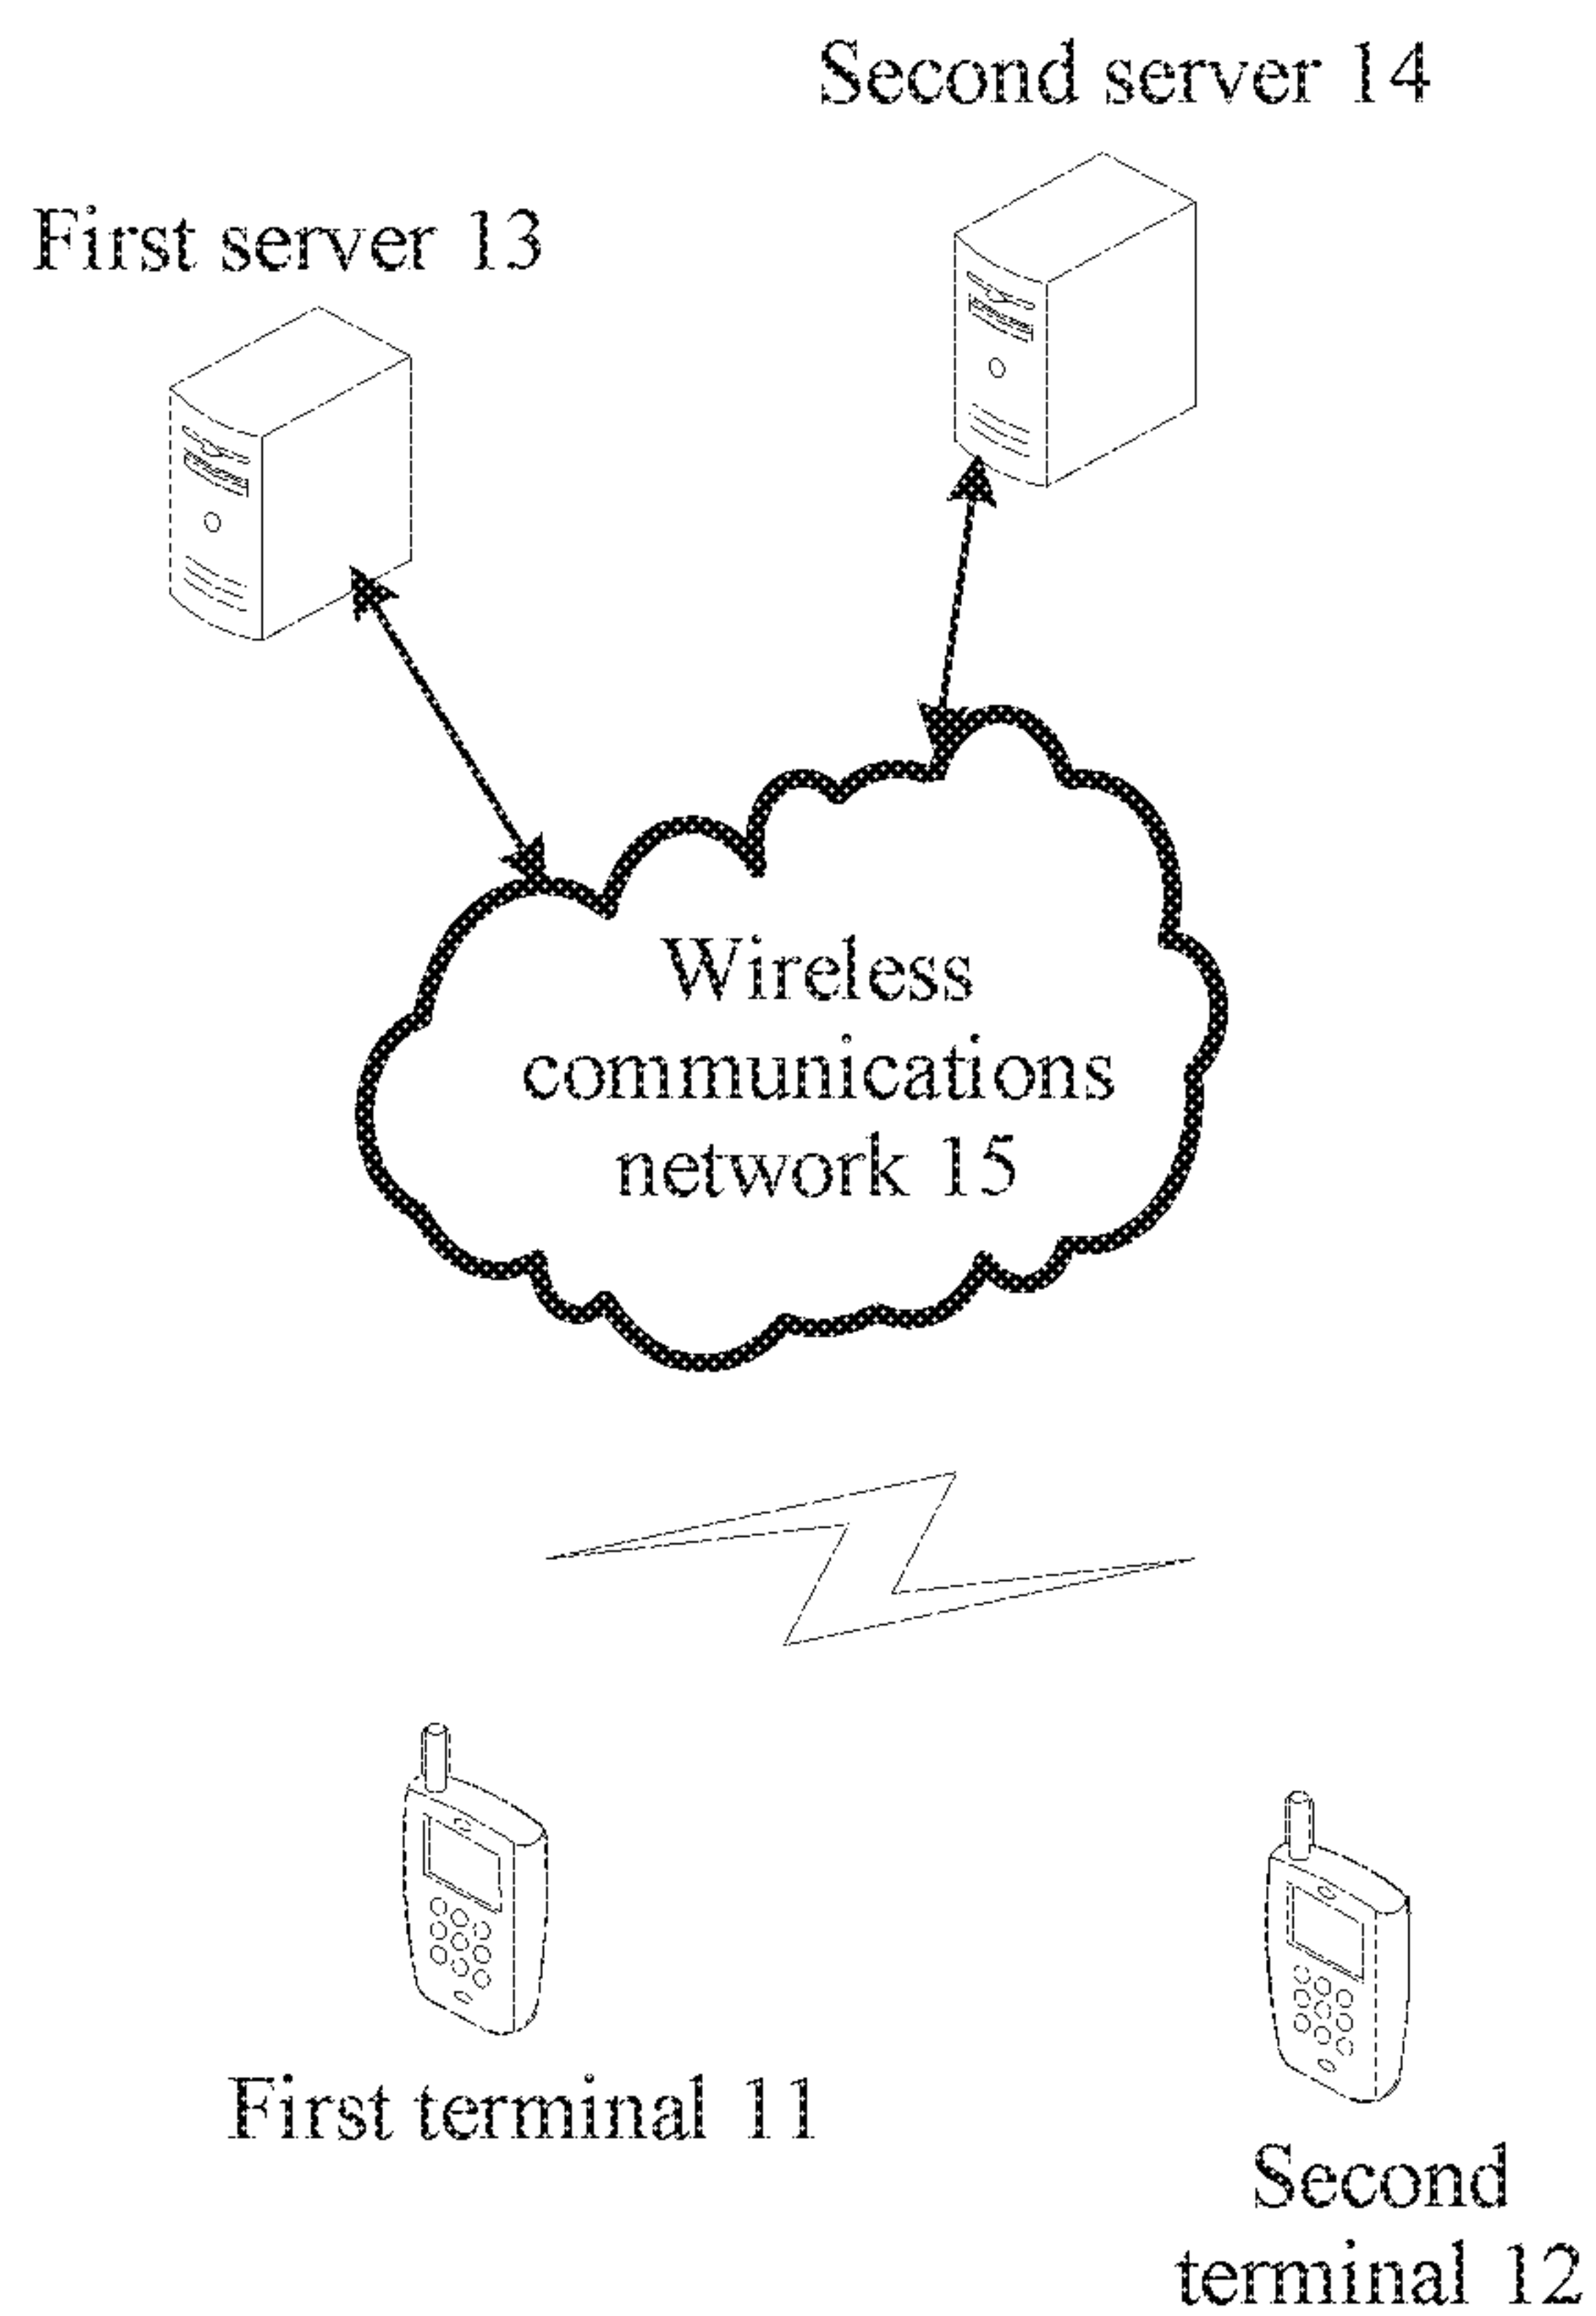 Second server 14
First server 13
Wireless
communications
network 15
First terminal 11
Second
terminal 12